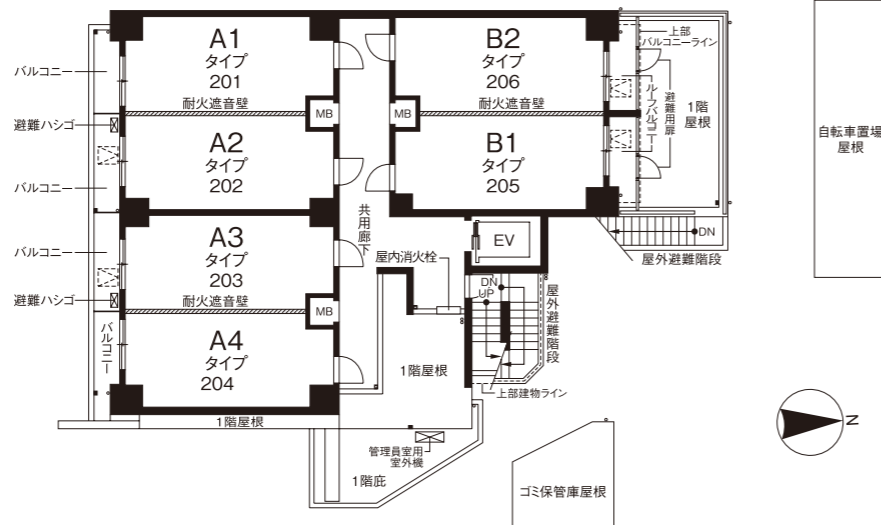 A1
タイプ
201
耐火遮音壁
MB
A2
タイプ
202
A3
タイプ
203
耐火遮音壁
MB
A4
タイプ
204
B2
タイプ
206
耐火遮音壁
MB
B1
タイプ
205
バルコニー
避難ハシゴ
バルコニー
バルコニー
避難ハシゴ
バルコニー
共用廊下
屋内消火栓
EV
DN
UP
屋外避難階段
上部建物ライン
1階屋根
1階屋根
管理員室用
室外機
1階庇
ゴミ保管庫屋根
上部
バルコニーライン
ルーフバルコニー
避難用扉
1階
屋根
DN
屋外避難階段
自転車置場
屋根
N